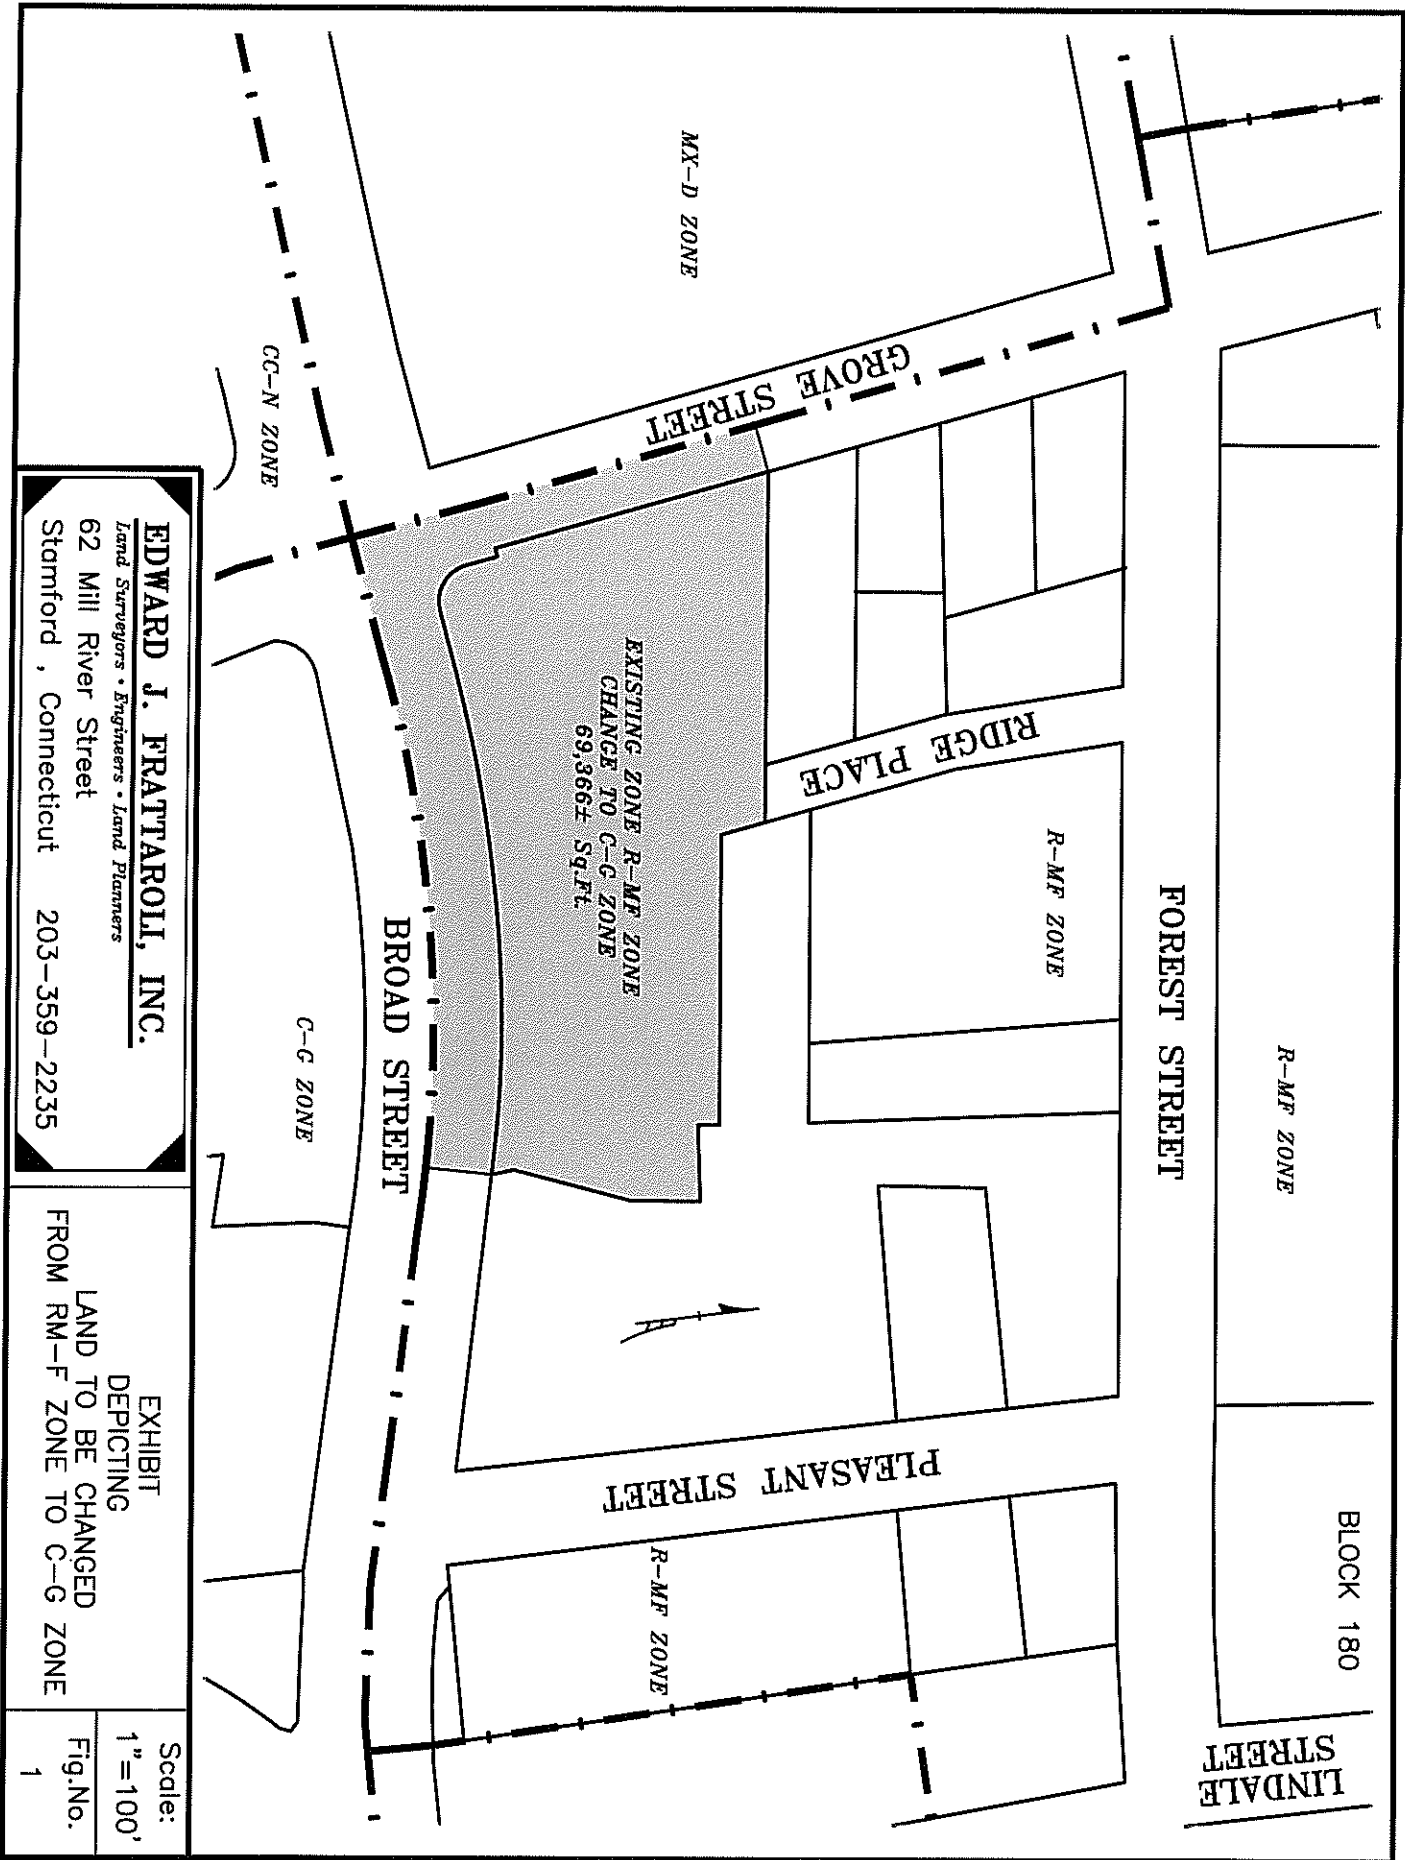 BLOCK 180
LINDALE
STREET
R-MF ZONE
FOREST STREET
R-MF ZONE
RIDGE PLACE
GROVE STREET
MX-D ZONE
EXISTING ZONE R-MF ZONE
CHANGE TO C-G ZONE
69,366± Sq.Ft.
PLEASANT STREET
R-MF ZONE
BROAD STREET
CC-N ZONE
C-G ZONE
EDWARD J. FRATTAROLI, INC.
Land Surveyors • Engineers • Land Planners
62 Mill River Street
Stamford , Connecticut 203-359-2235
EXHIBIT
DEPICTING
LAND TO BE CHANGED
FROM RM-F ZONE TO C-G ZONE
Scale:
1"=100'
Fig.No.
1